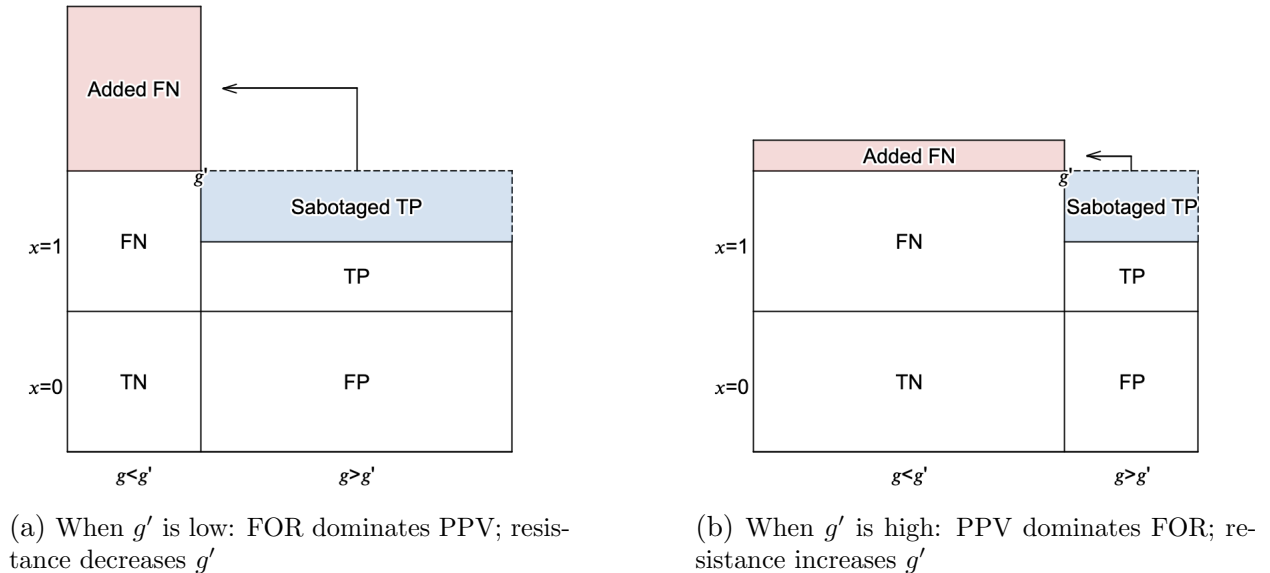 Added FN
g'
Sabotaged TP
x=1
FN
TP
x=0
TN
FP
g<g'
g>g'
(a) When g′ is low: FOR dominates PPV; resis-
tance decreases g′
Added FN
g'
Sabotaged TP
x=1
FN
TP
x=0
TN
FP
g<g'
g>g'
(b) When g′ is high: PPV dominates FOR; re-
sistance increases g′